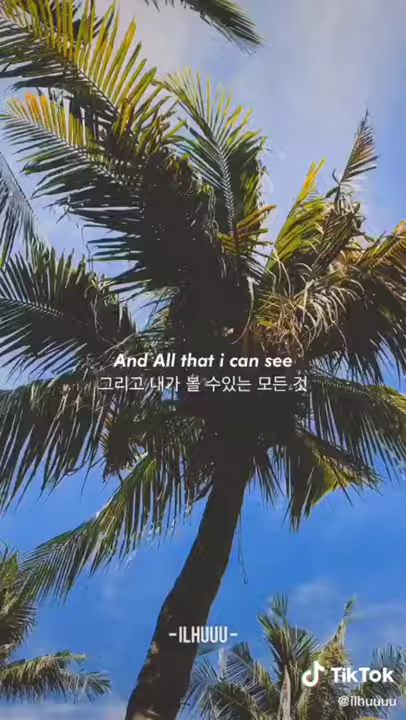 And All that i can see
그리고 내가 볼 수있는 모든 것
-ILHUUU-
TikTok
@ilhuuu